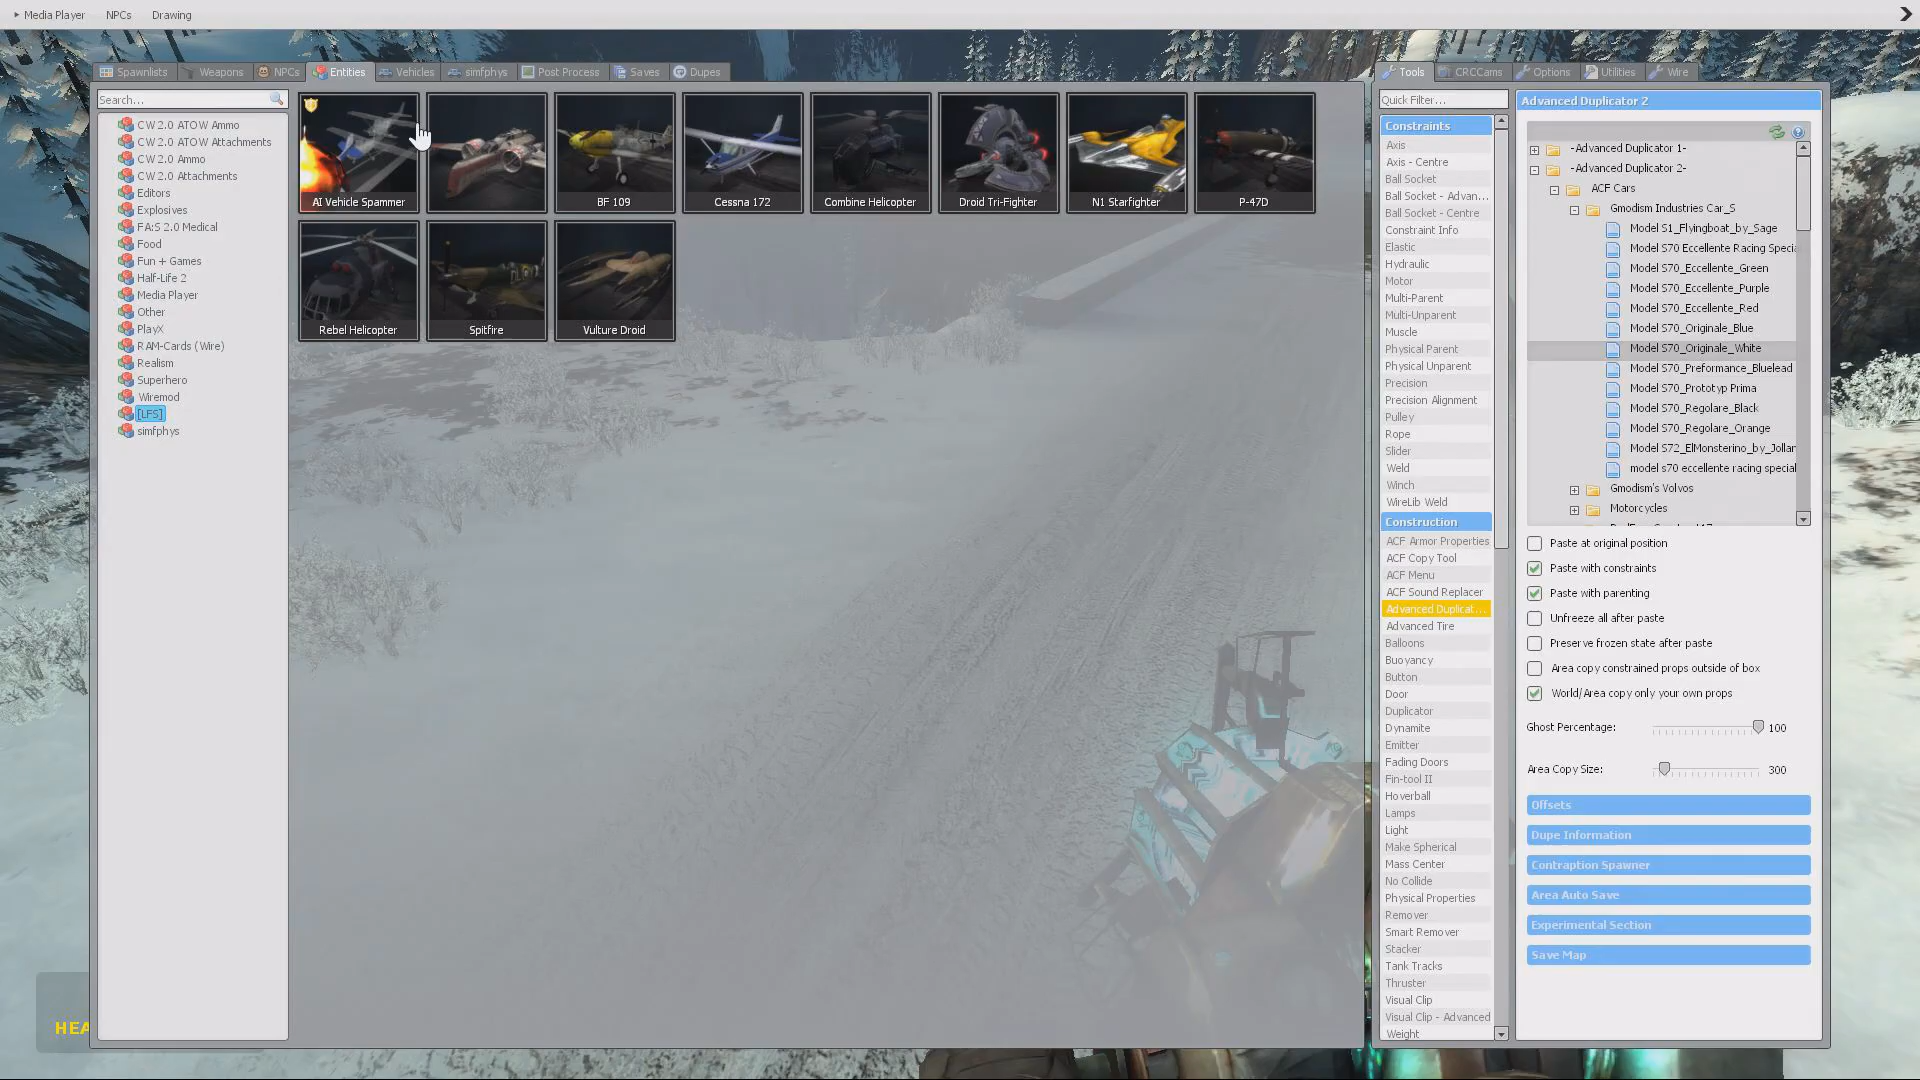 Media Player NPCs Drawing
Spawnlists Weapons NPCs Entities Vehicles simfphys Post Process Saves Dupes
Search...
CW 2.0 ATOW Ammo
CW 2.0 ATOW Attachments
CW 2.0 Ammo
CW 2.0 Attachments
Editors
Explosives
FA:S 2.0 Medical
Food
Fun + Games
Half-Life 2
Media Player
Other
PlayX
RAM-Cards (Wire)
Realism
Superhero
Wiremod
[LFS]
simfphys
AI Vehicle Spammer
BF 109
Cessna 172
Combine Helicopter
Droid Tri-Fighter
N1 Starfighter
P-47D
Rebel Helicopter
Spitfire
Vulture Droid
HEA
Tools CRCCams Options Utilities Wire
Quick Filter...
Constraints
Axis
Axis - Centre
Ball Socket
Ball Socket - Advan...
Ball Socket - Centre
Constraint Info
Elastic
Hydraulic
Motor
Multi-Parent
Multi-Unparent
Muscle
Physical Parent
Physical Unparent
Precision
Precision Alignment
Pulley
Rope
Slider
Weld
Winch
WireLib Weld
Construction
ACF Armor Properties
ACF Copy Tool
ACF Menu
ACF Sound Replacer
Advanced Duplicat...
Advanced Tire
Balloons
Buoyancy
Button
Door
Duplicator
Dynamite
Emitter
Fading Doors
Fin-tool II
Hoverball
Lamps
Light
Make Spherical
Mass Center
No Collide
Physical Properties
Remover
Smart Remover
Stacker
Tank Tracks
Thruster
Visual Clip
Visual Clip - Advanced
Weight
Advanced Duplicator 2
-Advanced Duplicator 1-
-Advanced Duplicator 2-
ACF Cars
Gmodism Industries Car_S
Model S1_Flyingboat_by_Sage
Model S70 Eccellente Racing Specia
Model S70_Eccellente_Green
Model S70_Eccellente_Purple
Model S70_Eccellente_Red
Model S70_Originale_Blue
Model S70_Originale_White
Model S70_Preformance_Bluelead
Model S70_Prototyp Prima
Model S70_Regolare_Black
Model S70_Regolare_Orange
Model S72_ElMonsterino_by_Jollar
model s70 eccellente racing special
Gmodism's Volvos
Motorcycles
Paste at original position
Paste with constraints
Paste with parenting
Unfreeze all after paste
Preserve frozen state after paste
Area copy constrained props outside of box
World/Area copy only your own props
Ghost Percentage: 100
Area Copy Size: 300
Offsets
Dupe Information
Contraption Spawner
Area Auto Save
Experimental Section
Save Map